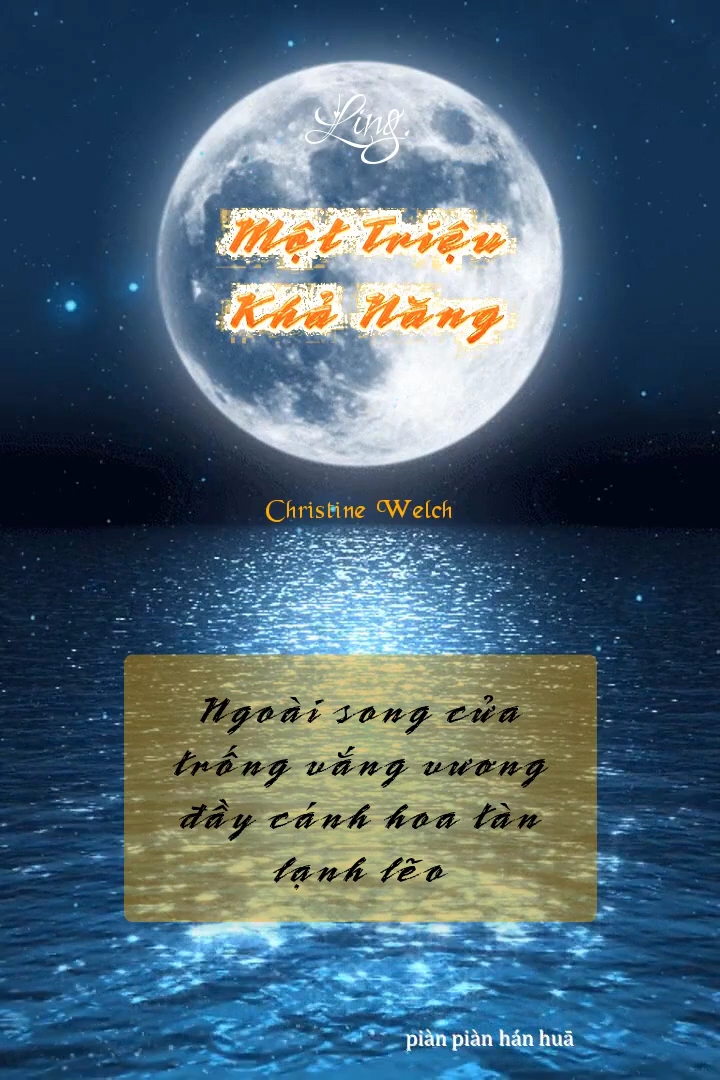 Ling.
Một Triệu
Khả Năng
Christine Welch
Ngoài song cửa
trống vắng vương
đầy cánh hoa tàn
lạnh lẽo
piàn piàn hán huā